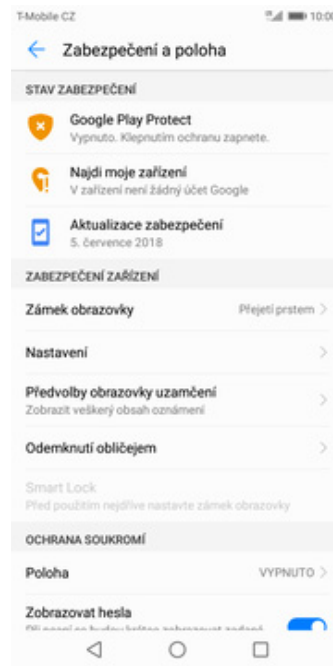 T-Mobile CZ 10:00
Zabezpečení a poloha
STAV ZABEZPEČENÍ
Google Play Protect
Vypnuto. Klepnutím ochranu zapnete.
Najdi moje zařízení
V zařízení není žádný účet Google
Aktualizace zabezpečení
5. července 2018
ZABEZPEČENÍ ZAŘÍZENÍ
Zámek obrazovky Přejetí prstem
Nastavení
Předvolby obrazovky uzamčení
Zobrazit veškerý obsah oznámení
Odemknutí obličejem
Smart Lock
Před použitím nejdříve nastavte zámek obrazovky
OCHRANA SOUKROMÍ
Poloha VYPNUTO
Zobrazovat hesla